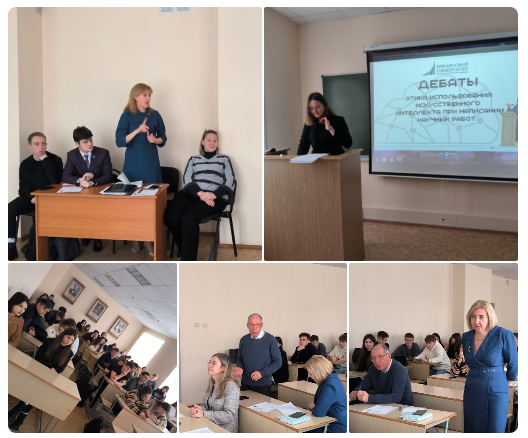 ФИНАНСОВЫЙ
УНИВЕРСИТЕТ
ДЕБАТЫ
ЭТИКА ИСПОЛЬЗОВАНИЯ
ИСКУССТВЕННОГО
ИНТЕЛЛЕКТА ПРИ НАПИСАНИИ
НАУЧНЫХ РАБОТ